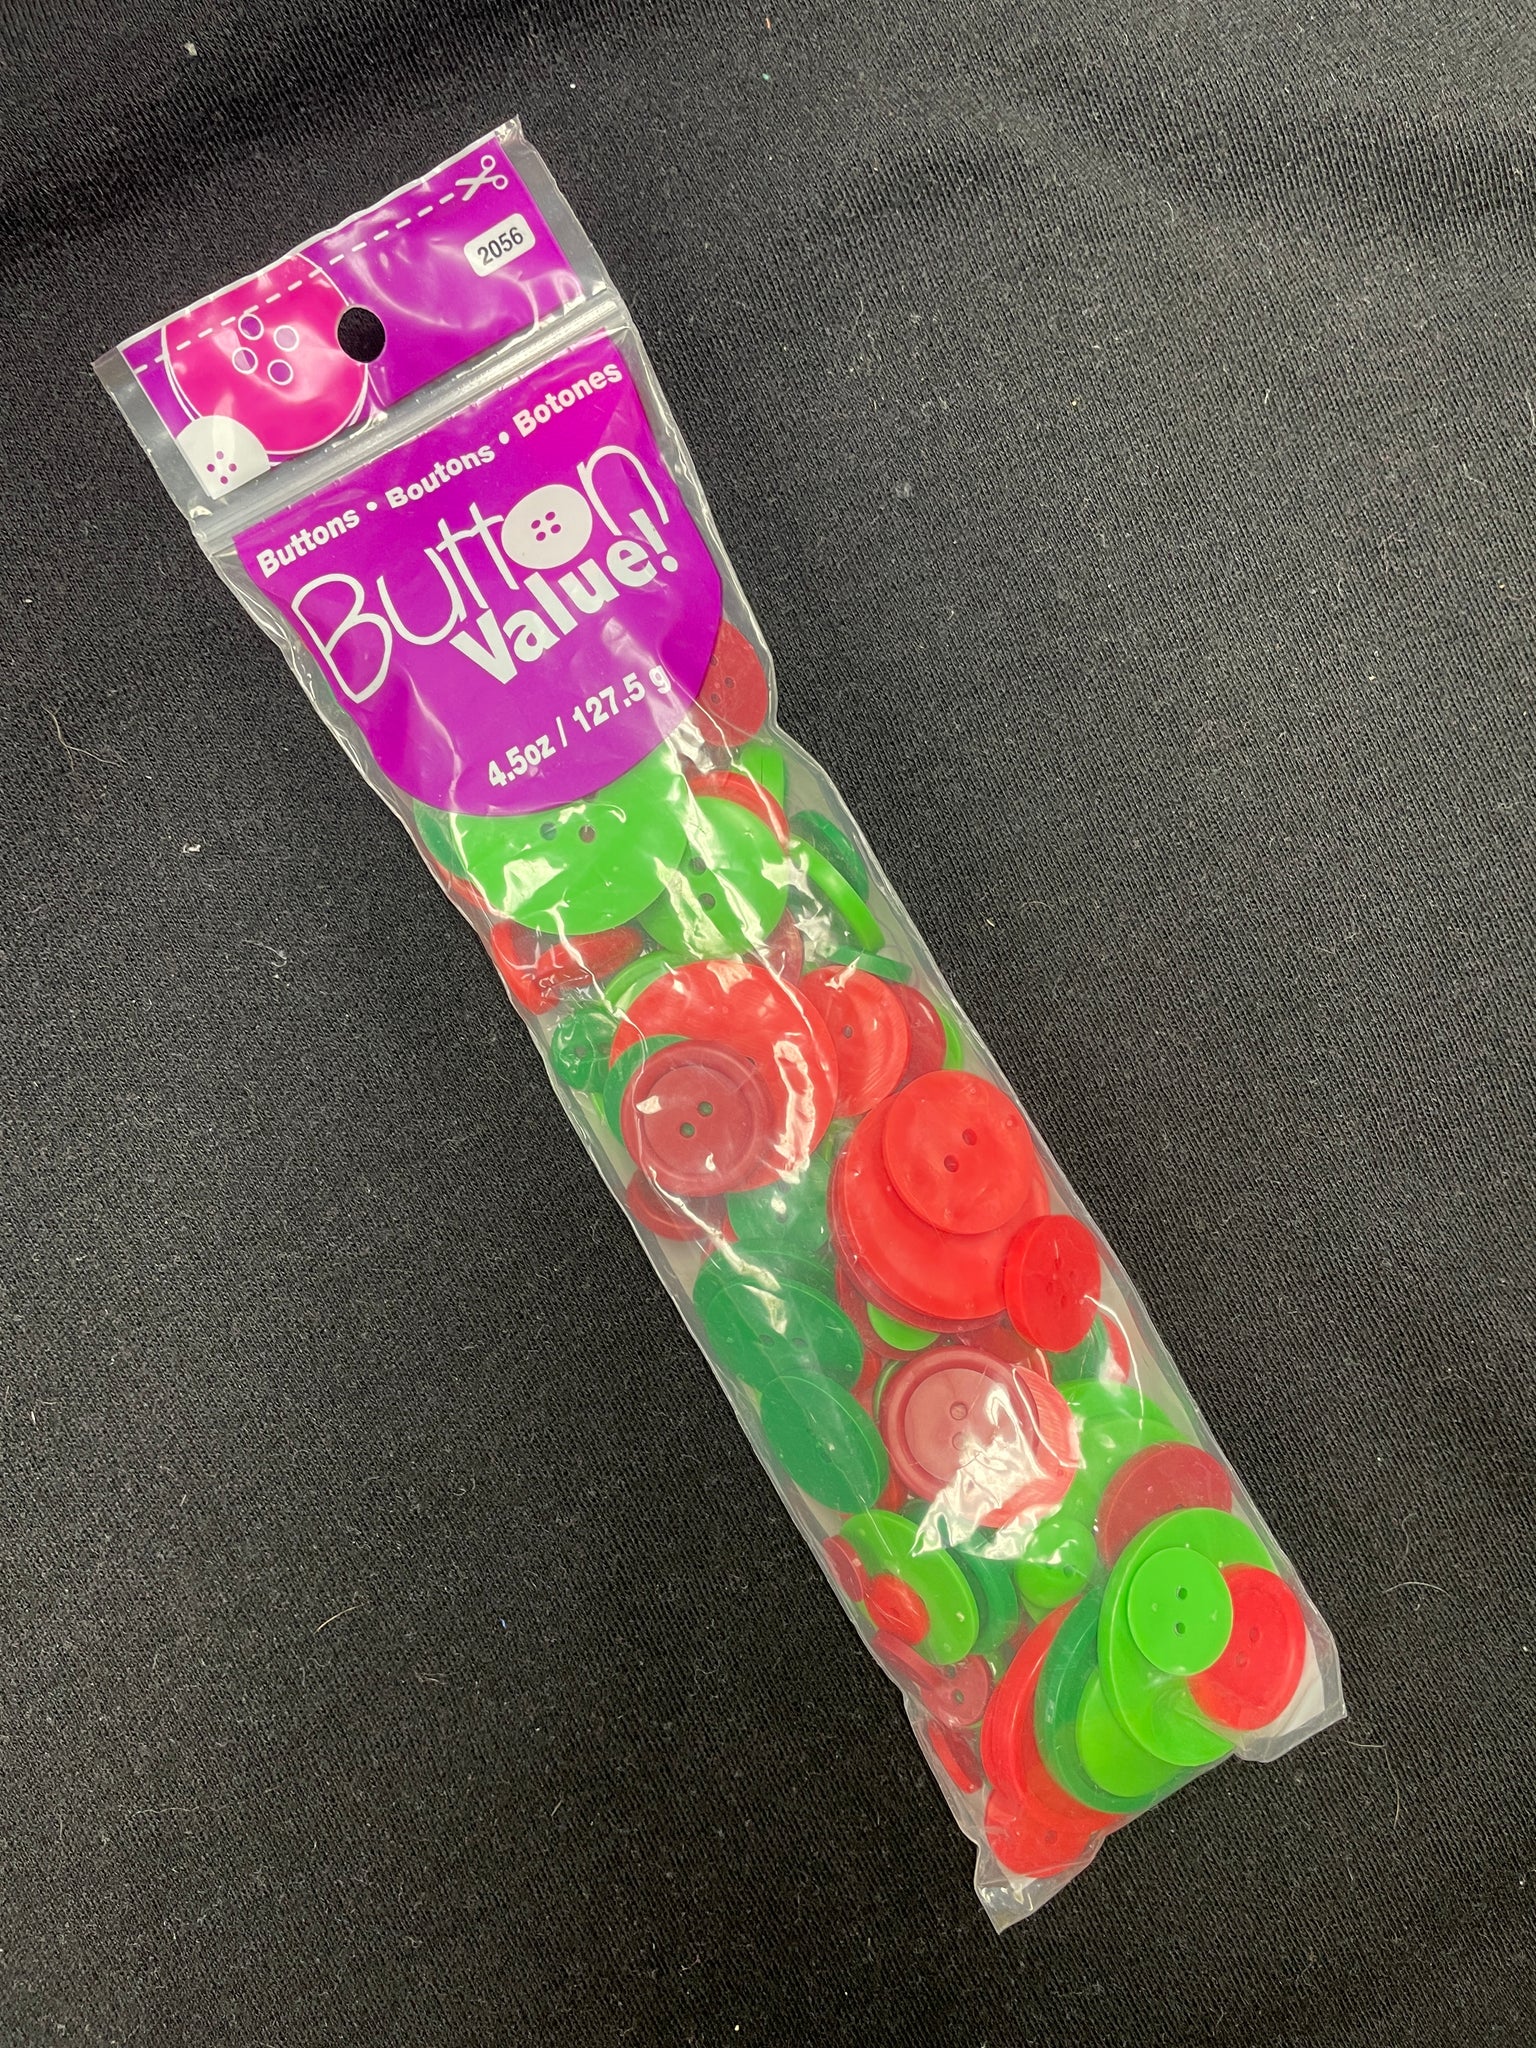 2056
Buttons • Boutons • Botones
Button
Value!
4.5oz / 127.5 g